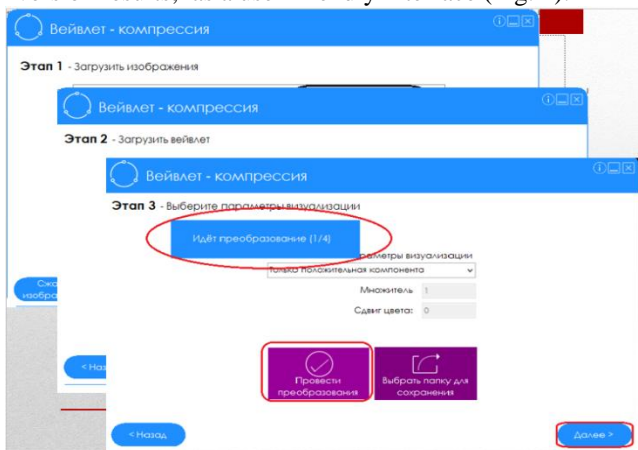 Вейвлет - компрессия
Этап 1 - Загрузить изображения
Вейвлет - компрессия
Этап 2 - Загрузить вейвлет
Вейвлет - компрессия
Этап 3 - Выберите параметры визуализации
Идёт преобразование (1/4)
визуализации
Только положительная компонента
Множитель 1
Сдвиг цвета: 0
Провести
преобразования
Выбрать папку для
сохранения
< Назад
Далее >